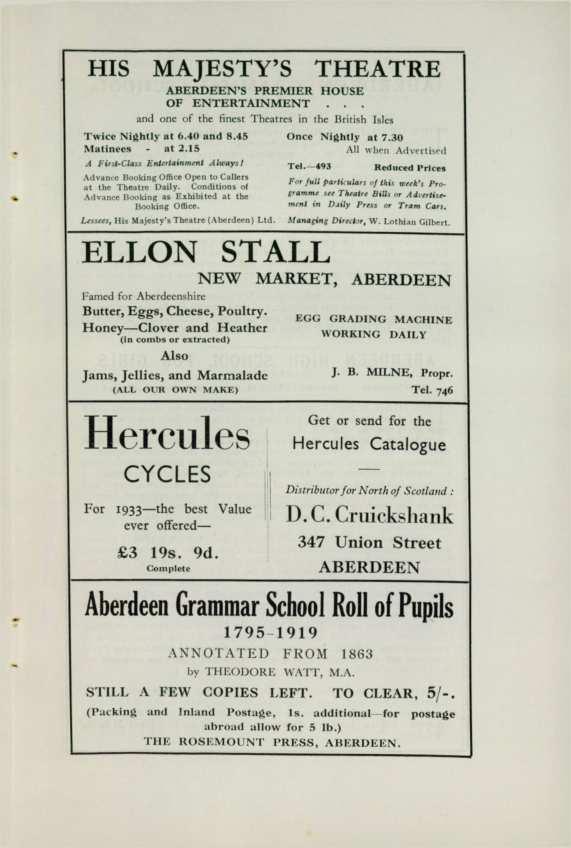 HIS MAJESTY'S THEATRE
ABERDEEN'S PREMIER HOUSE
OF ENTERTAINMENT . . .
and one of the finest Theatres in the British Isles
Twice Nightly at 6.40 and 8.45
Matinees - at 2.15
A First-Class Entertainment Always!
Advance Booking Office Open to Callers
at the Theatre Daily. Conditions of
Advance Booking as Exhibited at the
Booking Office.
Lessees, His Majesty's Theatre (Aberdeen) Ltd.
Once Nightly at 7.30
All when Advertised
Tel.—493 Reduced Prices
For full particulars of this week's Pro-
gramme see Theatre Bills or Advertise-
ment in Daily Press or Tram Cars.
Managing Director, W. Lothian Gilbert.
ELLON STALL
NEW MARKET, ABERDEEN
Famed for Aberdeenshire
Butter, Eggs, Cheese, Poultry.
Honey—Clover and Heather
(in combs or extracted)
Also
Jams, Jellies, and Marmalade
(ALL OUR OWN MAKE)
EGG GRADING MACHINE
WORKING DAILY
J. B. MILNE, Propr.
Tel. 746
Hercules
CYCLES
For 1933—the best Value
ever offered—
£3 19s. 9d.
Complete
Get or send for the
Hercules Catalogue
Distributor for North of Scotland :
D. C. Cruickshank
347 Union Street
ABERDEEN
Aberdeen Grammar School Roll of Pupils
1795-1919
ANNOTATED FROM 1863
by THEODORE WATT, M.A.
STILL A FEW COPIES LEFT. TO CLEAR, 5/-.
(Packing and Inland Postage, 1s. additional—for postage
abroad allow for 5 lb.)
THE ROSEMOUNT PRESS, ABERDEEN.